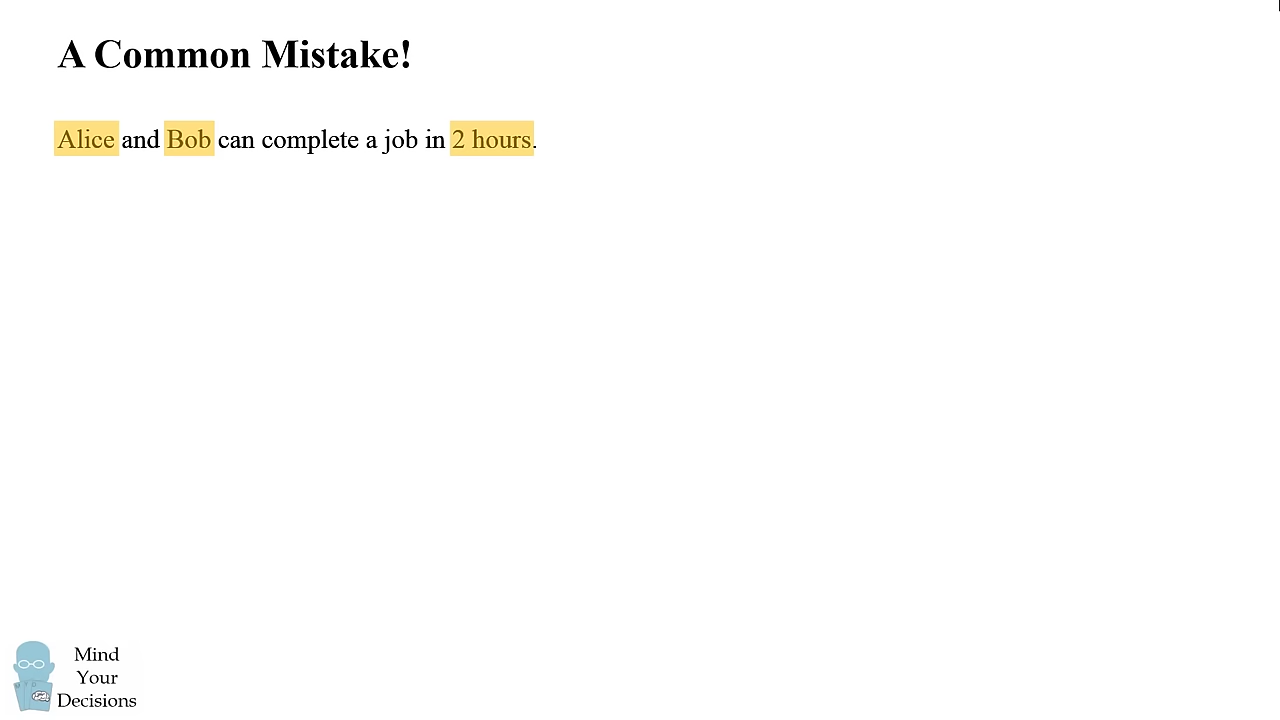 A Common Mistake!
Alice and Bob can complete a job in 2 hours.
Mind
Your
Decisions